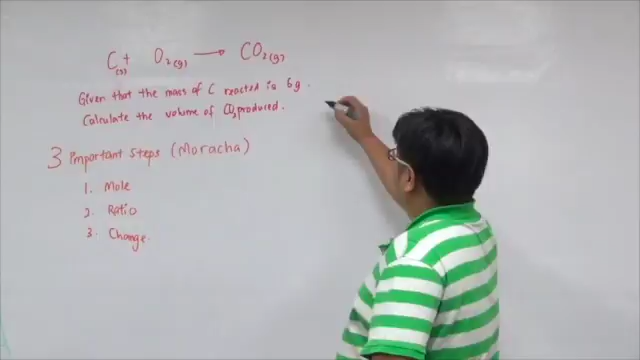 C(s) + O2(g) → CO2(g)
Given that the mass of C reacted is 6g.
Calculate the volume of CO2 produced.
3 Important Steps (Moracha)
1. Mole
2. Ratio
3. Change.